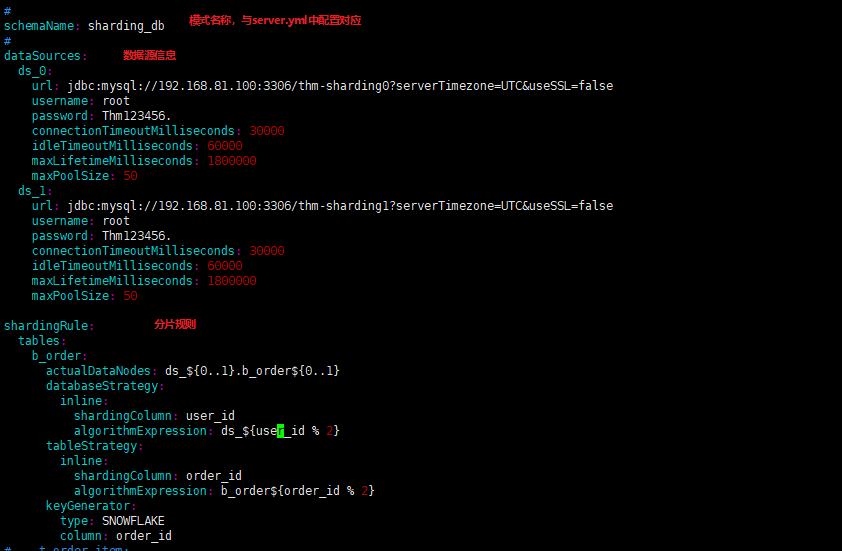 #
schemaName: sharding_db 模式名称，与server.yml中配置对应
#
dataSources: 数据源信息
  ds_0:
    url: jdbc:mysql://192.168.81.100:3306/thm-sharding0?serverTimezone=UTC&useSSL=false
    username: root
    password: Thm123456.
    connectionTimeoutMilliseconds: 30000
    idleTimeoutMilliseconds: 60000
    maxLifetimeMilliseconds: 1800000
    maxPoolSize: 50
  ds_1:
    url: jdbc:mysql://192.168.81.100:3306/thm-sharding1?serverTimezone=UTC&useSSL=false
    username: root
    password: Thm123456.
    connectionTimeoutMilliseconds: 30000
    idleTimeoutMilliseconds: 60000
    maxLifetimeMilliseconds: 1800000
    maxPoolSize: 50
shardingRule: 分片规则
  tables:
    b_order:
      actualDataNodes: ds_${0..1}.b_order${0..1}
      databaseStrategy:
        inline:
          shardingColumn: user_id
          algorithmExpression: ds_${user_id % 2}
      tableStrategy:
        inline:
          shardingColumn: order_id
          algorithmExpression: b_order${order_id % 2}
      keyGenerator:
        type: SNOWFLAKE
        column: order_id
#    t_order_item: